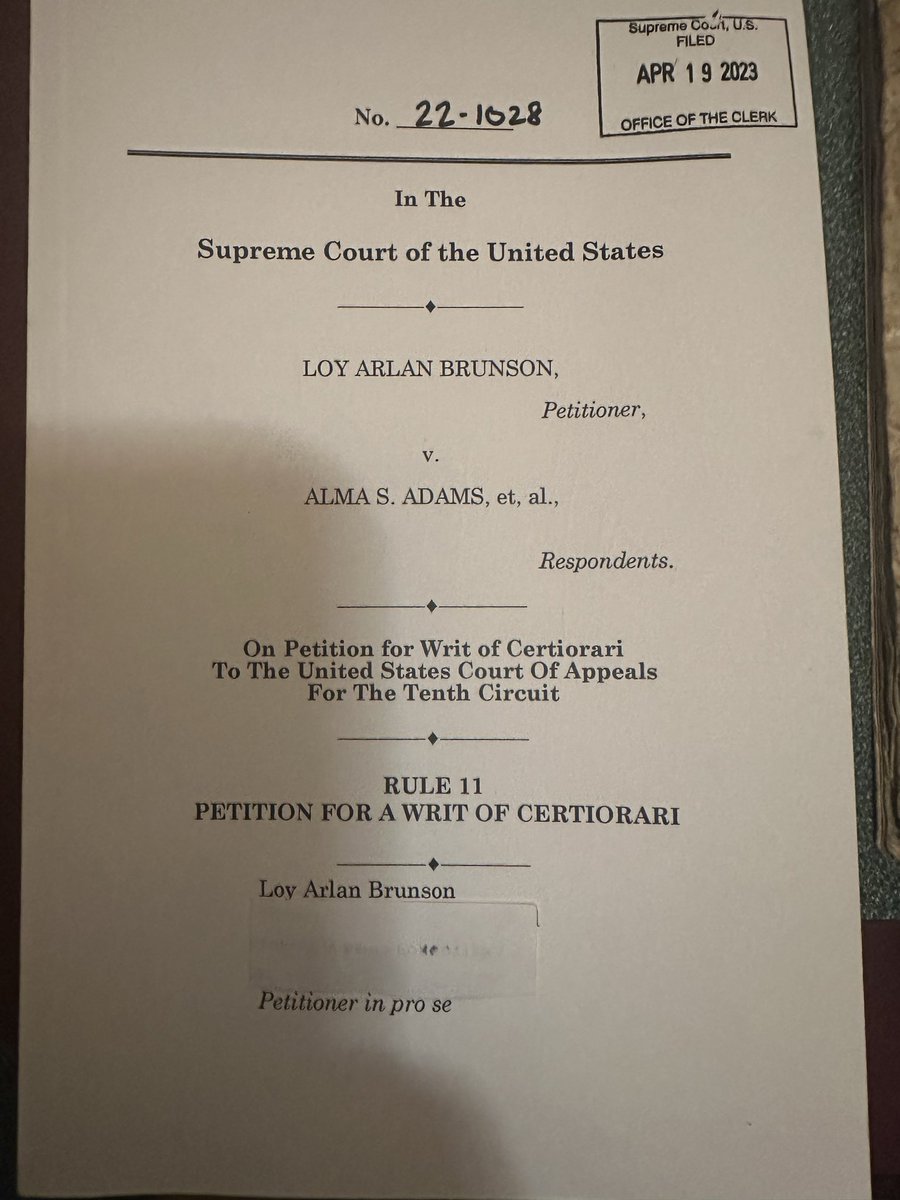 Supreme Court, U.S.
FILED
APR 19 2023
OFFICE OF THE CLERK
No. 22-1028
In The
Supreme Court of the United States
LOY ARLAN BRUNSON,
Petitioner,
v.
ALMA S. ADAMS, et, al.,
Respondents.
On Petition for Writ of Certiorari
To The United States Court Of Appeals
For The Tenth Circuit
RULE 11
PETITION FOR A WRIT OF CERTIORARI
Loy Arlan Brunson
Petitioner in pro se